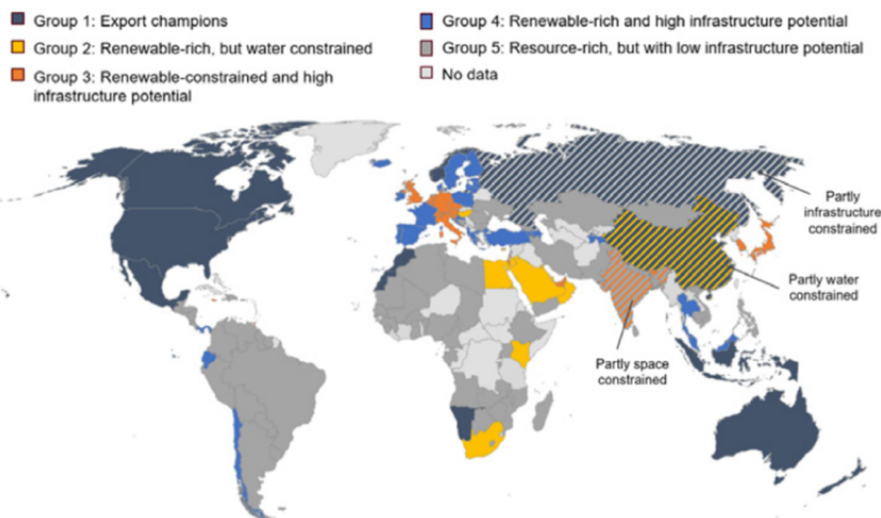 Group 1: Export champions
Group 2: Renewable-rich, but water constrained
Group 3: Renewable-constrained and high
infrastructure potential
Group 4: Renewable-rich and high infrastructure potential
Group 5: Resource-rich, but with low infrastructure potential
No data
Partly
infrastructure
constrained
Partly water
constrained
Partly space
constrained